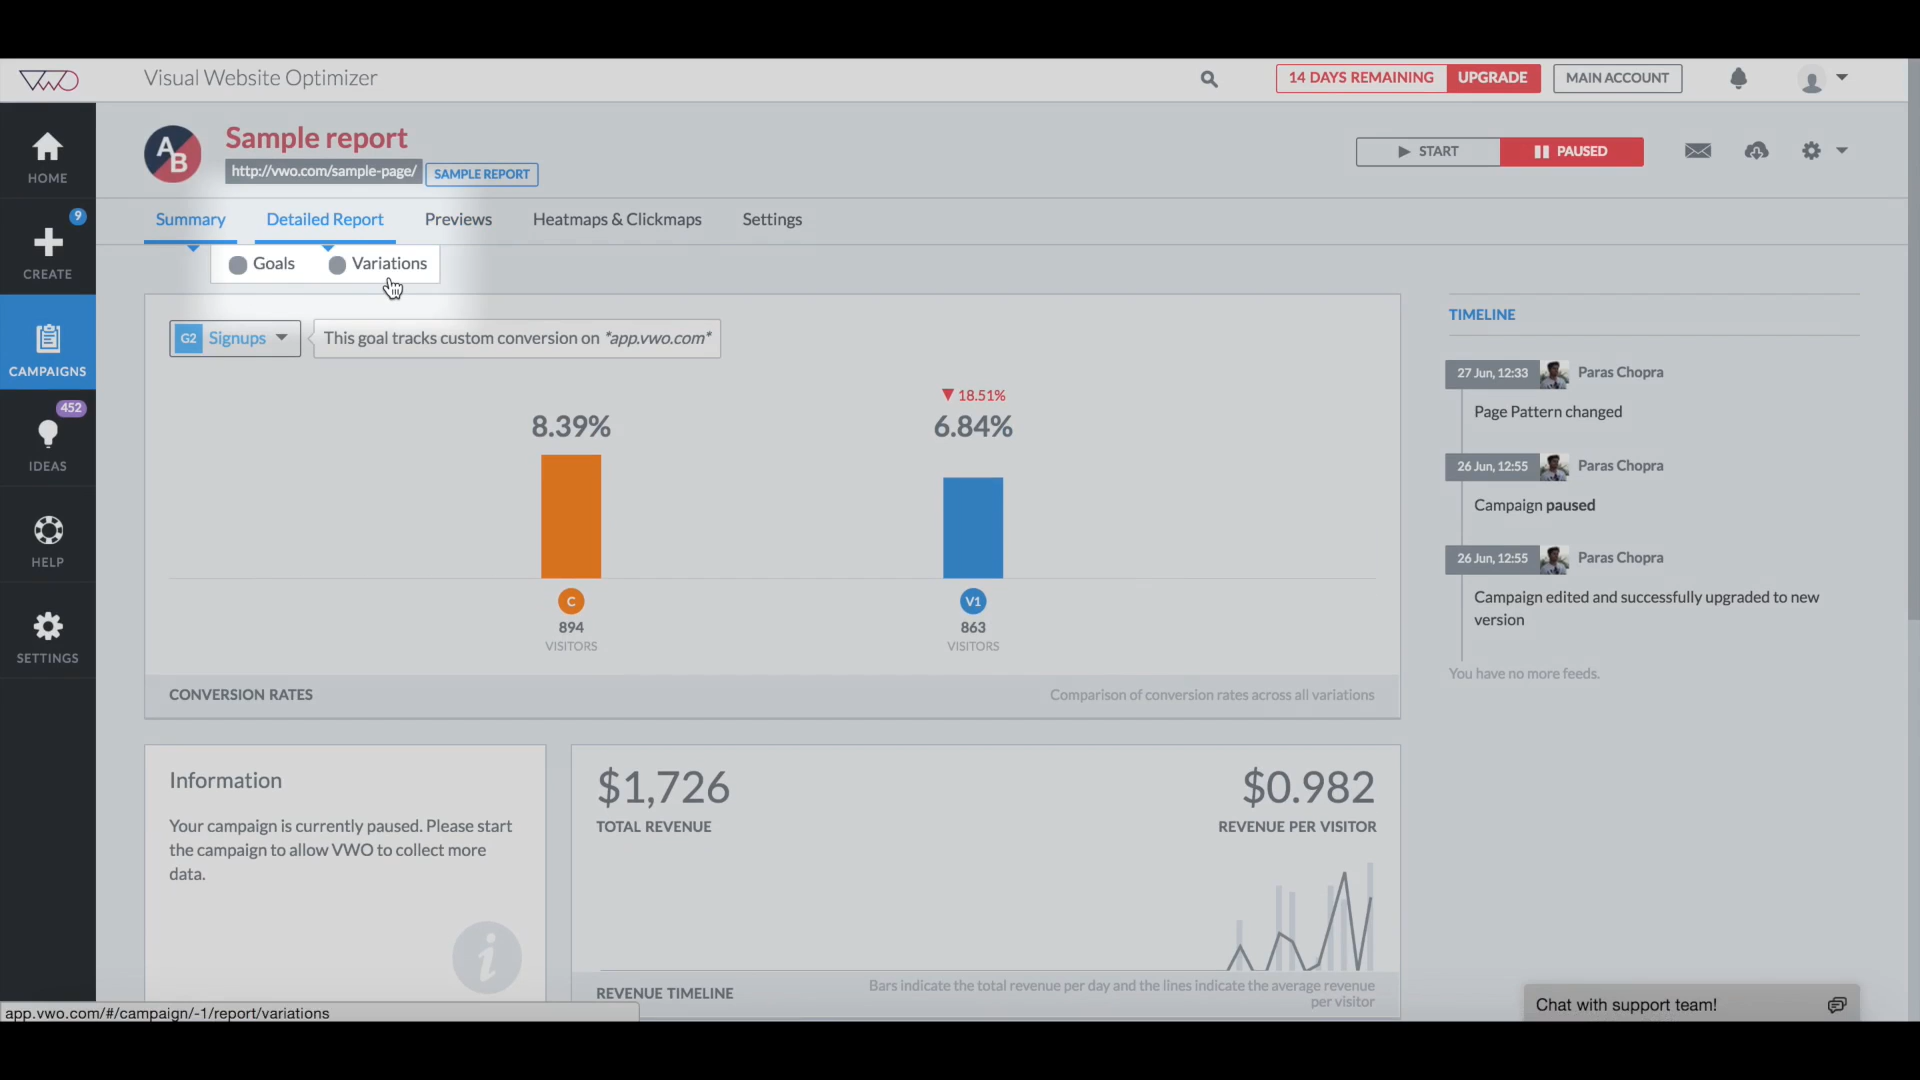 VWO
Visual Website Optimizer
14 DAYS REMAINING UPGRADE
MAIN ACCOUNT
A B
Sample report
http://vwo.com/sample-page/
SAMPLE REPORT
START
PAUSED
HOME
9
CREATE
CAMPAIGNS
452
IDEAS
HELP
SETTINGS
Summary
Detailed Report
Previews
Heatmaps & Clickmaps
Settings
Goals
Variations
G2 Signups
This goal tracks custom conversion on *app.vwo.com*
8.39%
18.51%
6.84%
C
894
VISITORS
V1
863
VISITORS
CONVERSION RATES
Comparison of conversion rates across all variations
TIMELINE
27 Jun, 12:33
Paras Chopra
Page Pattern changed
26 Jun, 12:55
Paras Chopra
Campaign paused
26 Jun, 12:55
Paras Chopra
Campaign edited and successfully upgraded to new
version
You have no more feeds.
Information
Your campaign is currently paused. Please start
the campaign to allow VWO to collect more
data.
i
$1,726
TOTAL REVENUE
$0.982
REVENUE PER VISITOR
REVENUE TIMELINE
Bars indicate the total revenue per day and the lines indicate the average revenue
per visitor
app.vwo.com/#/campaign/-1/report/variations
Chat with support team!